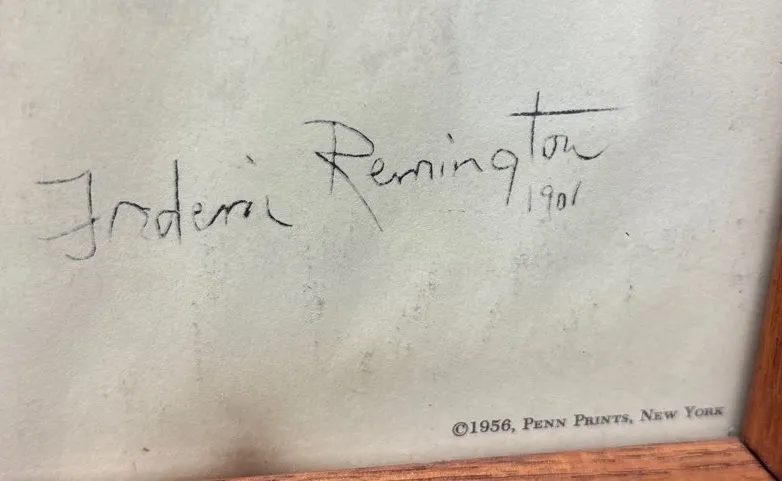 Frederic Remington
1901
©1956, Penn Prints, New York